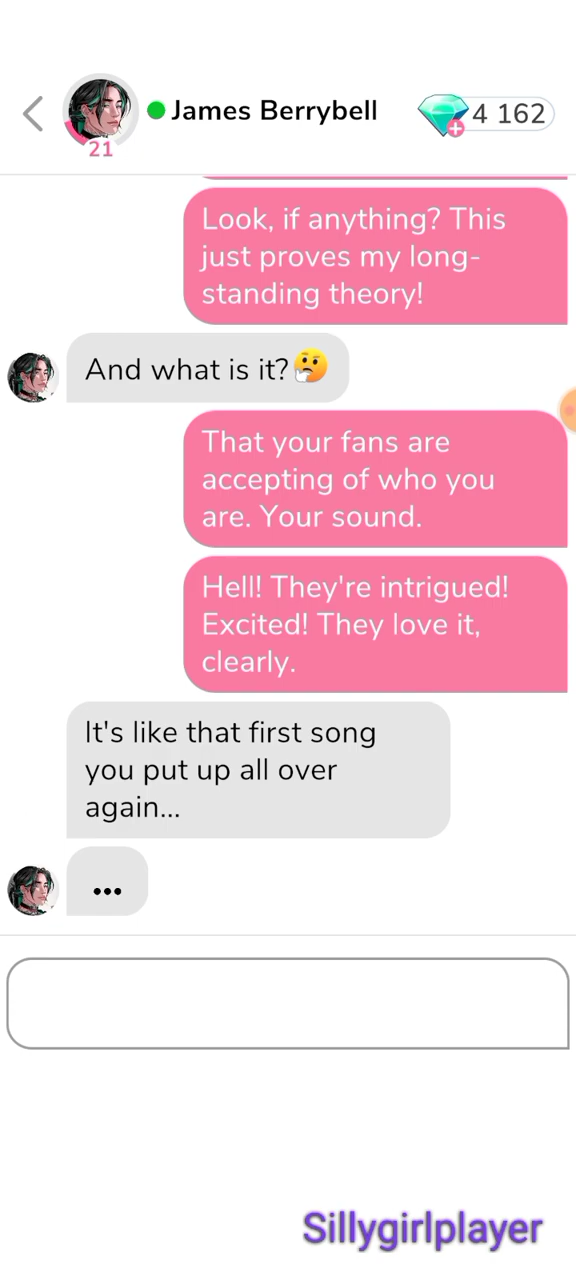 James Berrybell
4 162
21
Look, if anything? This
just proves my long-
standing theory!
And what is it?🤔
That your fans are
accepting of who you
are. Your sound.
Hell! They're intrigued!
Excited! They love it,
clearly.
It's like that first song
you put up all over
again...
...
Sillygirlplayer